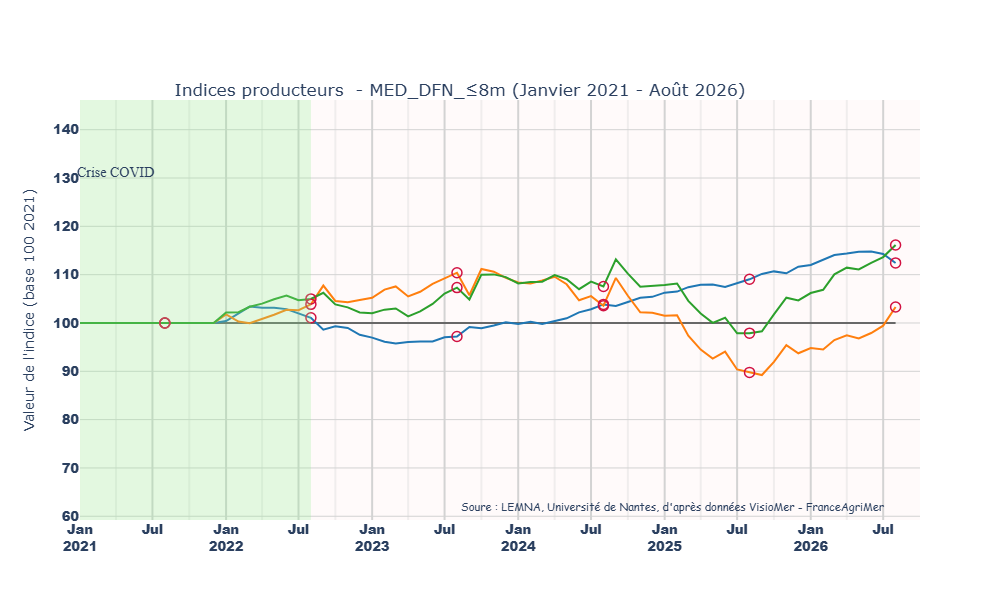 Indices producteurs - MED_DFN_≤8m (Janvier 2021 - Août 2026)
Valeur de l'indice (base 100 2021)
140
130
120
110
100
90
80
70
60
Crise COVID
Soure : LEMNA, Université de Nantes, d'après données VisioMer - FranceAgriMer
Jan Jul Jan Jul Jan Jul Jan Jul Jan Jul Jan Jul
2021 2022 2023 2024 2025 2026